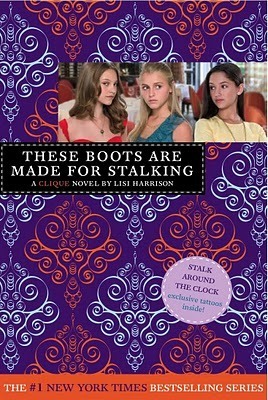 THESE BOOTS ARE
MADE FOR STALKING
A CLIQUE NOVEL BY LISI HARRISON
STALK
AROUND
THE CLOCK
exclusive tattoos
inside!
THE #1 NEW YORK TIMES BESTSELLING SERIES